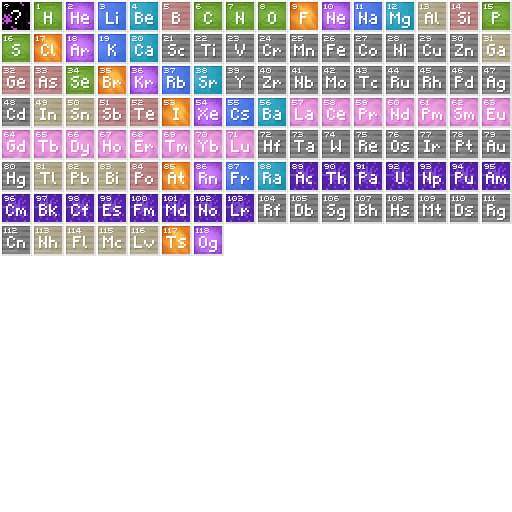 ? ? 1 H 2 He 3 Li 4 Be 5 B 6 C 7 N 8 O 9 F 10 Ne 11 Na 12 Mg 13 Al 14 Si 15 P
16 S 17 Cl 18 Ar 19 K 20 Ca 21 Sc 22 Ti 23 V 24 Cr 25 Mn 26 Fe 27 Co 28 Ni 29 Cu 30 Zn 31 Ga
32 Ge 33 As 34 Se 35 Br 36 Kr 37 Rb 38 Sr 39 Y 40 Zr 41 Nb 42 Mo 43 Tc 44 Ru 45 Rh 46 Pd 47 Ag
48 Cd 49 In 50 Sn 51 Sb 52 Te 53 I 54 Xe 55 Cs 56 Ba 57 La 58 Ce 59 Pr 60 Nd 61 Pm 62 Sm 63 Eu
64 Gd 65 Tb 66 Dy 67 Ho 68 Er 69 Tm 70 Yb 71 Lu 72 Hf 73 Ta 74 W 75 Re 76 Os 77 Ir 78 Pt 79 Au
80 Hg 81 Tl 82 Pb 83 Bi 84 Po 85 At 86 Rn 87 Fr 88 Ra 89 Ac 90 Th 91 Pa 92 U 93 Np 94 Pu 95 Am
96 Cm 97 Bk 98 Cf 99 Es 100 Fm 101 Md 102 No 103 Lr 104 Rf 105 Db 106 Sg 107 Bh 108 Hs 109 Mt 110 Ds 111 Rg
112 Cn 113 Nh 114 Fl 115 Mc 116 Lv 117 Ts 118 Og